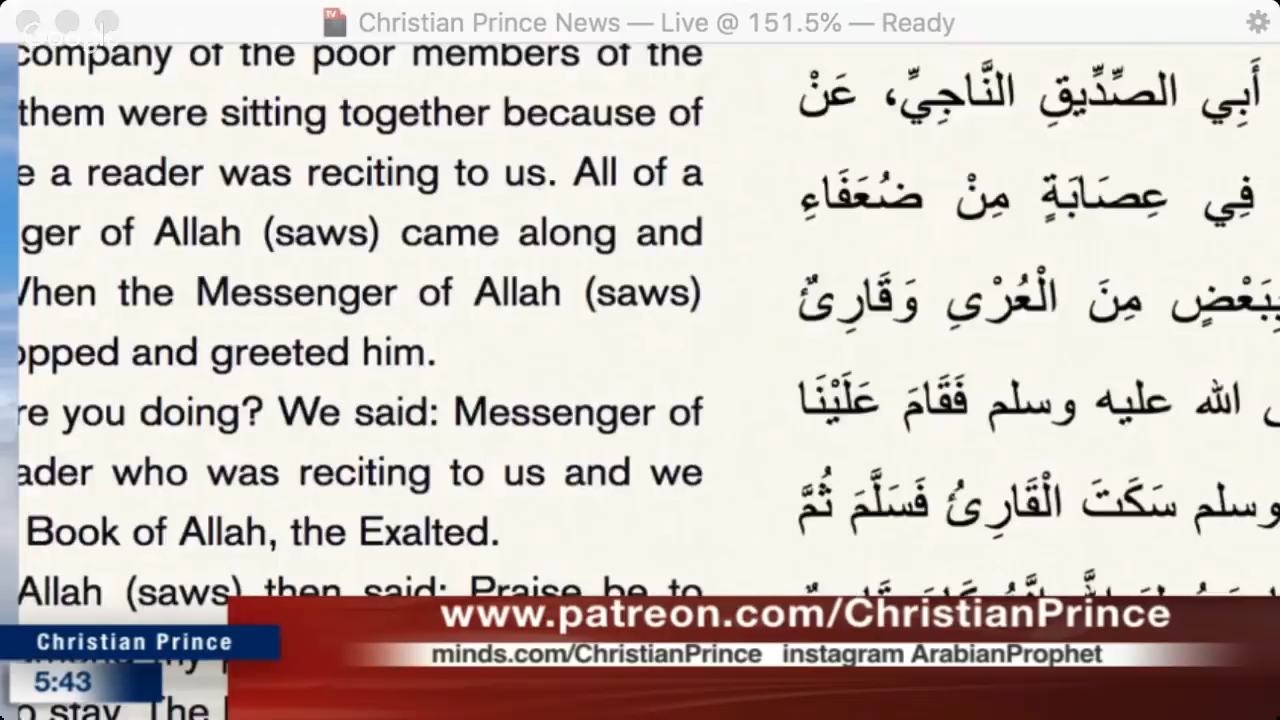 Christian Prince News — Live @ 151.5% — Ready
Google
company of the poor members of the
them were sitting together because of
e a reader was reciting to us. All of a
ger of Allah (saws) came along and
When the Messenger of Allah (saws)
opped and greeted him.
re you doing? We said: Messenger of
ader who was reciting to us and we
Book of Allah, the Exalted.
Allah (saws) then said: Praise be to
o stay. The
أَبِي الصِّدِّيقِ النَّاجِيِّ، عَنْ
فِي عِصَابَةٍ مِنْ ضُعَفَاءِ
بِبَعْضٍ مِنَ الْعُرْىِ وَقَارِئٌ
الله عليه وسلم فَقَامَ عَلَيْنَا
وسلم سَكَتَ الْقَارِئُ فَسَلَّمَ ثُمَّ
www.patreon.com/ChristianPrince
Christian Prince
minds.com/ChristianPrince instagram ArabianProphet
5:43